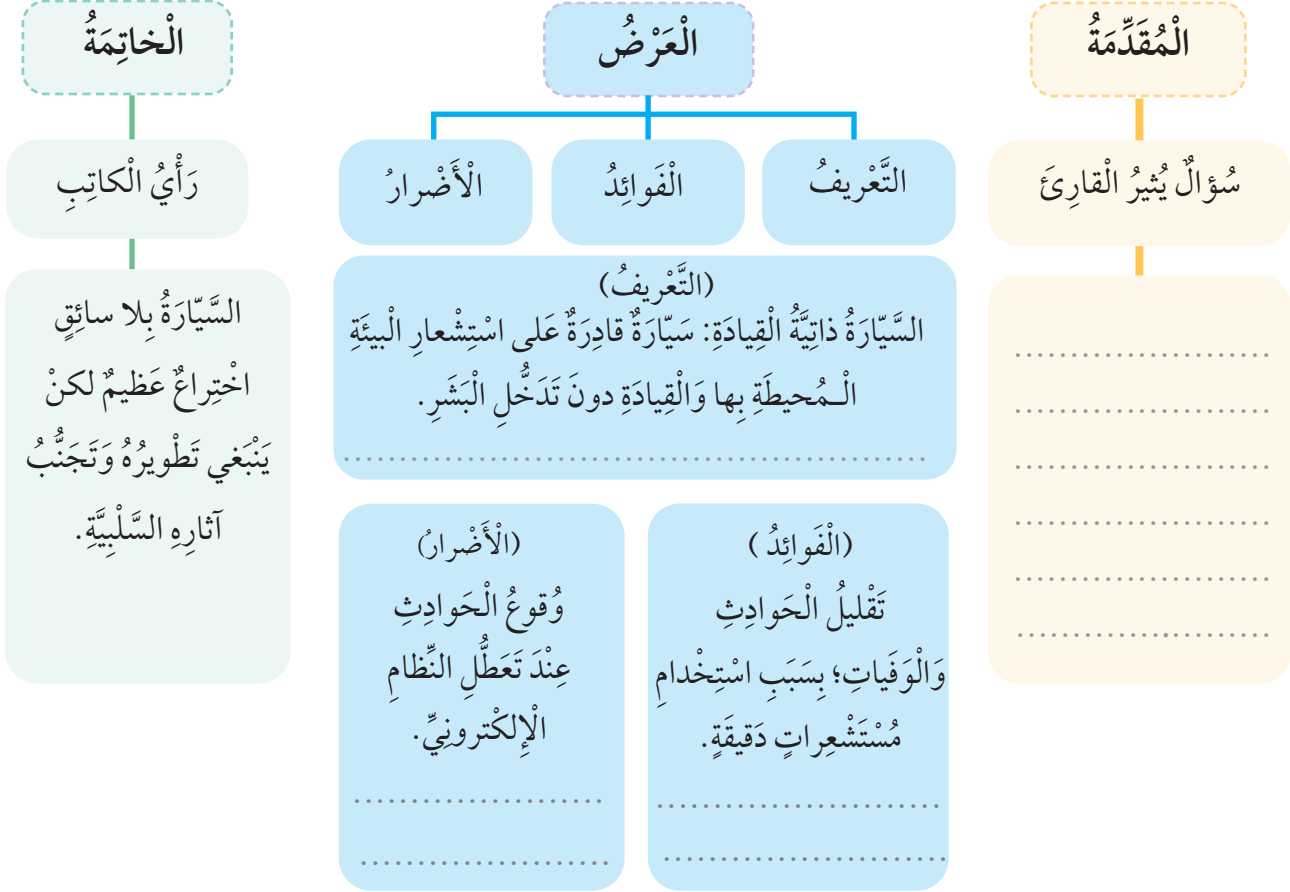 الْمُقَدِّمَةُ
سُؤالٌ يُثيرُ الْقارِئَ
........................
........................
........................
........................
........................
........................
الْعَرْضُ
التَّعْريفُ
الْفَوائِدُ
الْأَضْرارُ
(التَّعْريفُ)
السَّيّارَةُ ذاتِيَّةُ الْقِيادَةِ: سَيّارَةٌ قادِرَةٌ عَلى اسْتِشْعارِ الْبيئَةِ
الْـمُحيطَةِ بِها وَالْقِيادَةِ دونَ تَدَخُّلِ الْبَشَرِ.
........................................................
(الْفَوائِدُ )
تَقْليلُ الْحَوادِثِ
وَالْوَفَياتِ؛ بِسَبَبِ اسْتِخْدامِ
مُسْتَشْعِراتٍ دَقيقَةٍ.
...........................
...........................
(الْأَضْرارُ)
وُقوعُ الْحَوادِثِ
عِنْدَ تَعَطُّلِ النِّظامِ
الْإِلكْترونِيِّ.
........................
........................
الْخاتِمَةُ
رَأْيُ الْكاتِبِ
السَّيّارَةُ بِلا سائِقٍ
اخْتِراعٌ عَظيمٌ لكنْ
يَنْبَغي تَطْويرُهُ وَتَجَنُّبُ
آثارِهِ السَّلْبِيَّةِ.